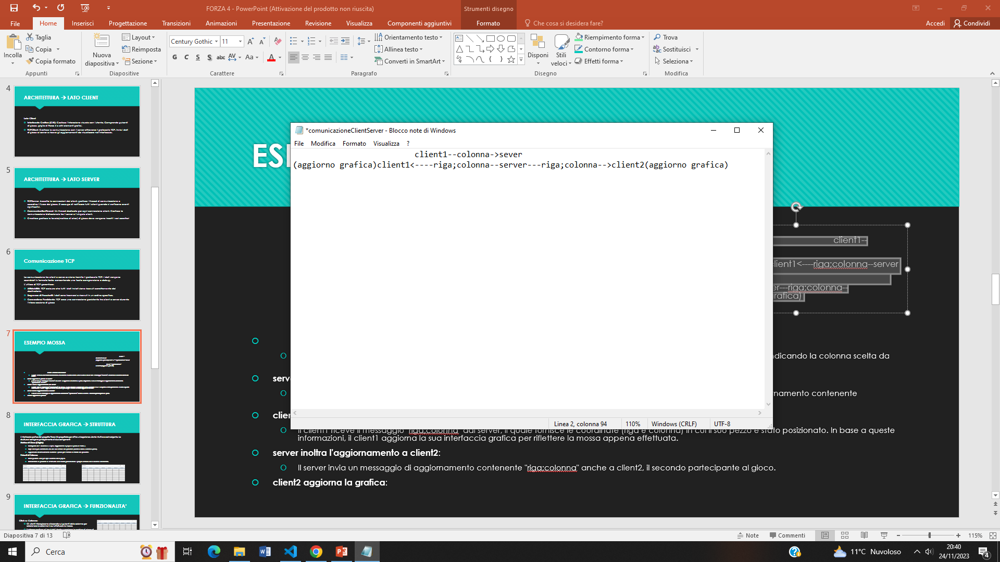 FORZA 4 - PowerPoint (Attivazione del prodotto non riuscita)
Strumenti disegno
File
Home
Inserisci
Progettazione
Transizioni
Animazioni
Presentazione
Revisione
Visualizza
Componenti aggiuntivi
Formato
Che cosa si desidera fare?
Accedi
Condividi
Incolla
Taglia
Copia
Copia formato
Appunti
Nuova
diapositiva
Layout
Reimposta
Sezione
Diapositive
Century Gothic
11
G C S S abc AV Aa A
Carattere
Orientamento testo
Allinea testo
Converti in SmartArt
Paragrafo
Disponi
Stili
veloci
Riempimento forma
Contorno forma
Effetti forma
Disegno
Trova
Sostituisci
Seleziona
Modifica
4
ARCHITETTURA → LATO CLIENT
Lato Client
5
ARCHITETTURA → LATO SERVER
6
Comunicazione TCP
7
ESEMPIO MOSSA
8
INTERFACCIA GRAFICA → STRUTTURA
9
INTERFACCIA GRAFICA → FUNZIONALITA'
*comunicazioneClientServer - Blocco note di Windows
File
Modifica
Formato
Visualizza
?
client1--colonna->sever
(aggiorno grafica)client1<----riga;colonna--server---riga;colonna-->client2(aggiorno grafica)
Linea 2, colonna 94
110%
Windows (CRLF)
UTF-8
client1--
client1<----riga;colonna--server
er---riga;colonna--
rafica)
ndicando la colonna scelta da
serv
rnamento contenente
clien
Il client1 riceve il messaggio "riga;colonna" dal server, il quale fornisce le coordinate (riga e colonna) in cui il suo pezzo è stato posizionato. In base a queste
informazioni, il client1 aggiorna la sua interfaccia grafica per riflettere la mossa appena effettuata.
server inoltra l'aggiornamento a client2:
Il server invia un messaggio di aggiornamento contenente "riga;colonna" anche a client2, il secondo partecipante al gioco.
client2 aggiorna la grafica:
Diapositiva 7 di 13
Note
Commenti
115%
Cerca
11°C Nuvoloso
20:40
24/11/2023
4